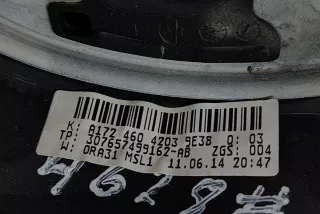 K: A172 460 4203 9E38 Q: 03
TP: 307657499162-AB ZGS: 004
W: ORA31 MSL1 11.06.14 20:47